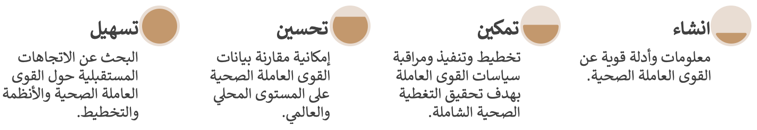 انشاء
معلومات وأدلة قوية عن
القوى العاملة الصحية.
تمكين
تخطيط وتنفيذ ومراقبة
سياسات القوى العاملة
بهدف تحقيق التغطية
الصحية الشاملة.
تحسين
إمكانية مقارنة بيانات
القوى العاملة الصحية
على المستوى المحلي
والعالمي.
تسهيل
البحث عن الاتجاهات
المستقبلية حول القوى
العاملة الصحية والأنظمة
والتخطيط.